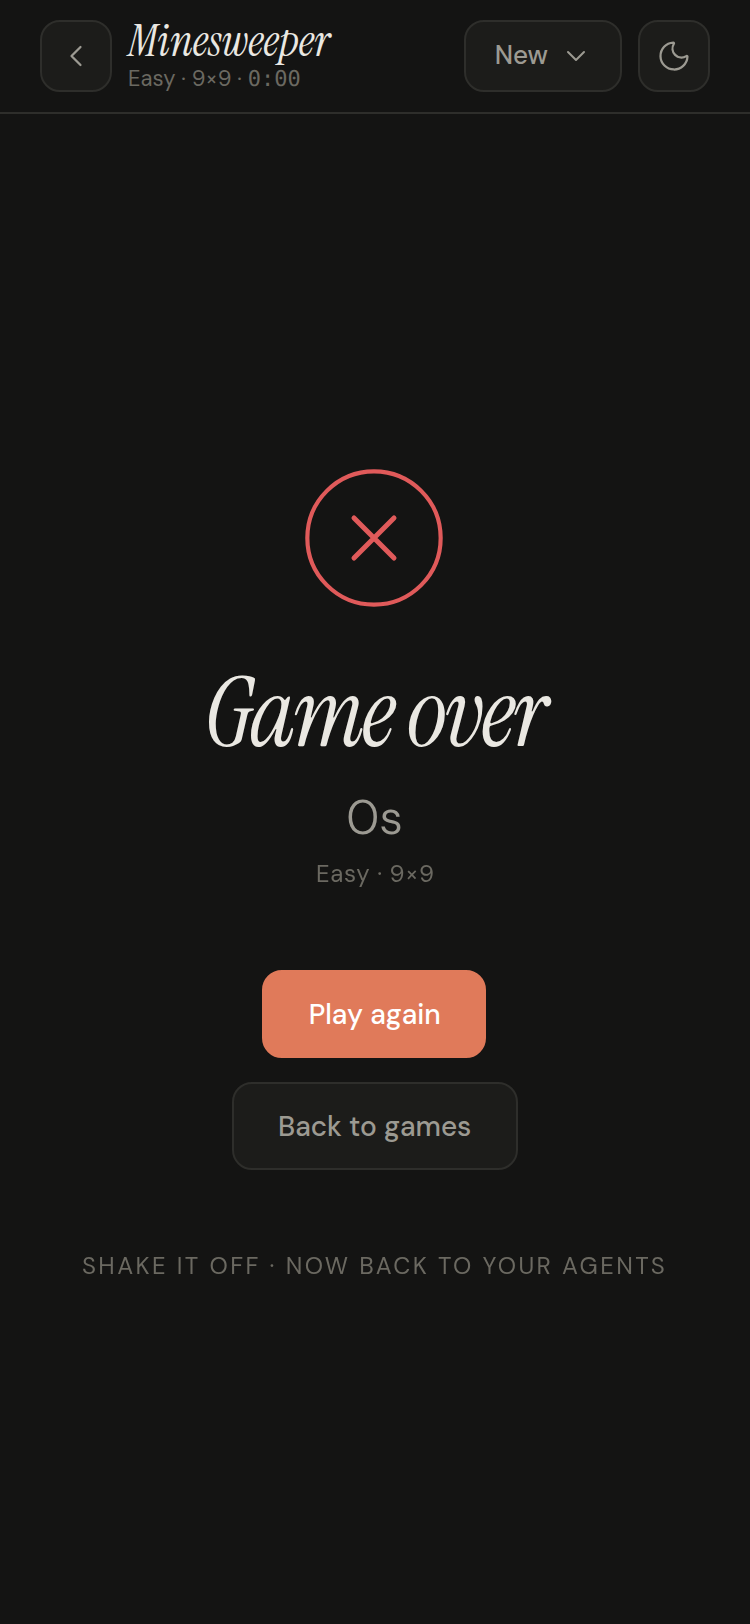 Minesweeper
Easy · 9×9 · 0:00
New
Game over
0s
Easy · 9×9
Play again
Back to games
SHAKE IT OFF · NOW BACK TO YOUR AGENTS